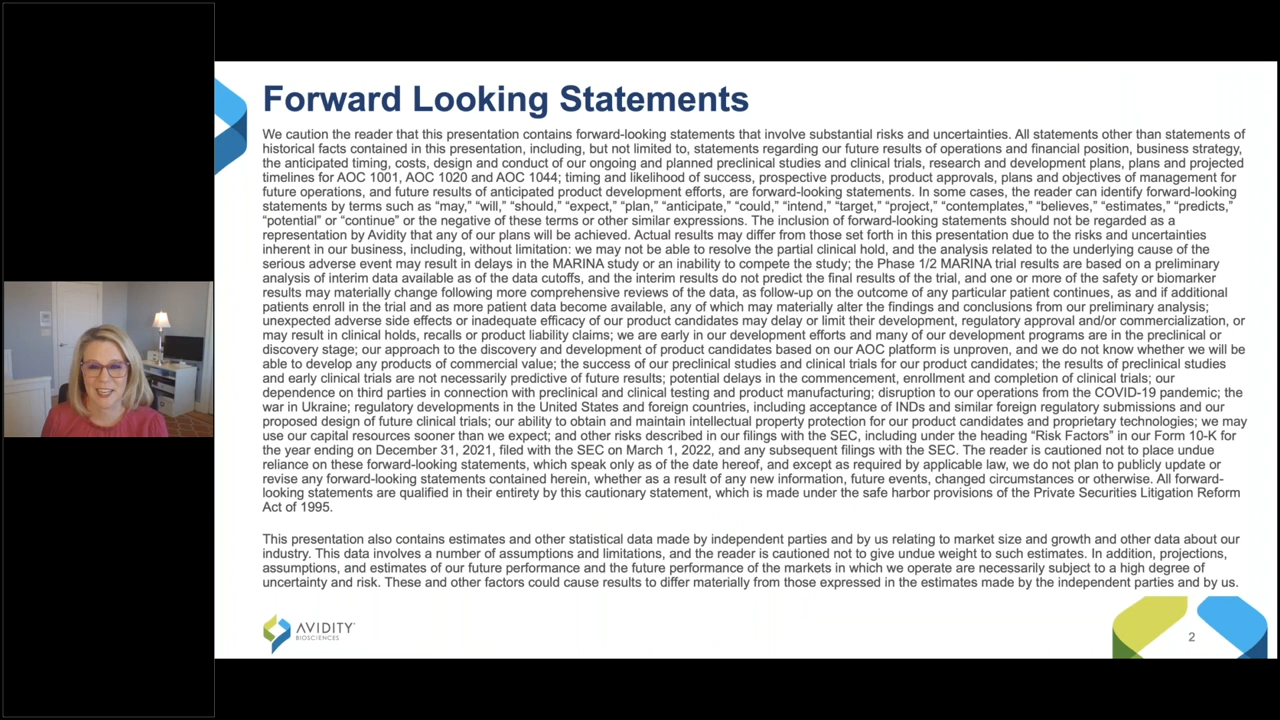 Forward Looking Statements
We caution the reader that this presentation contains forward-looking statements that involve substantial risks and uncertainties. All statements other than statements of
historical facts contained in this presentation, including, but not limited to, statements regarding our future results of operations and financial position, business strategy,
the anticipated timing, costs, design and conduct of our ongoing and planned preclinical studies and clinical trials, research and development plans, plans and projected
timelines for AOC 1001, AOC 1020 and AOC 1044; timing and likelihood of success, prospective products, product approvals, plans and objectives of management for
future operations, and future results of anticipated product development efforts, are forward-looking statements. In some cases, the reader can identify forward-looking
statements by terms such as “may,” “will,” “should,” “expect,” “plan,” “anticipate,” “could,” “intend,” “target,” “project,” “contemplates,” “believes,” “estimates,” “predicts,”
“potential” or “continue” or the negative of these terms or other similar expressions. The inclusion of forward-looking statements should not be regarded as a
representation by Avidity that any of our plans will be achieved. Actual results may differ from those set forth in this presentation due to the risks and uncertainties
inherent in our business, including, without limitation: we may not be able to resolve the partial clinical hold, and the analysis related to the underlying cause of the
serious adverse event may result in delays in the MARINA study or an inability to compete the study; the Phase 1/2 MARINA trial results are based on a preliminary
analysis of interim data available as of the data cutoffs, and the interim results do not predict the final results of the trial, and one or more of the safety or biomarker
results may materially change following more comprehensive reviews of the data, as follow-up on the outcome of any particular patient continues, as and if additional
patients enroll in the trial and as more patient data become available, any of which may materially alter the findings and conclusions from our preliminary analysis;
unexpected adverse side effects or inadequate efficacy of our product candidates may delay or limit their development, regulatory approval and/or commercialization, or
may result in clinical holds, recalls or product liability claims; we are early in our development efforts and many of our development programs are in the preclinical or
discovery stage; our approach to the discovery and development of product candidates based on our AOC platform is unproven, and we do not know whether we will be
able to develop any products of commercial value; the success of our preclinical studies and clinical trials for our product candidates; the results of preclinical studies
and early clinical trials are not necessarily predictive of future results; potential delays in the commencement, enrollment and completion of clinical trials; our
dependence on third parties in connection with preclinical and clinical testing and product manufacturing; disruption to our operations from the COVID-19 pandemic; the
war in Ukraine; regulatory developments in the United States and foreign countries, including acceptance of INDs and similar foreign regulatory submissions and our
proposed design of future clinical trials; our ability to obtain and maintain intellectual property protection for our product candidates and proprietary technologies; we may
use our capital resources sooner than we expect; and other risks described in our filings with the SEC, including under the heading “Risk Factors” in our Form 10-K for
the year ending on December 31, 2021, filed with the SEC on March 1, 2022, and any subsequent filings with the SEC. The reader is cautioned not to place undue
reliance on these forward-looking statements, which speak only as of the date hereof, and except as required by applicable law, we do not plan to publicly update or
revise any forward-looking statements contained herein, whether as a result of any new information, future events, changed circumstances or otherwise. All forward-
looking statements are qualified in their entirety by this cautionary statement, which is made under the safe harbor provisions of the Private Securities Litigation Reform
Act of 1995.
This presentation also contains estimates and other statistical data made by independent parties and by us relating to market size and growth and other data about our
industry. This data involves a number of assumptions and limitations, and the reader is cautioned not to give undue weight to such estimates. In addition, projections,
assumptions, and estimates of our future performance and the future performance of the markets in which we operate are necessarily subject to a high degree of
uncertainty and risk. These and other factors could cause results to differ materially from those expressed in the estimates made by the independent parties and by us.
AVIDITY
BIOSCIENCES
2